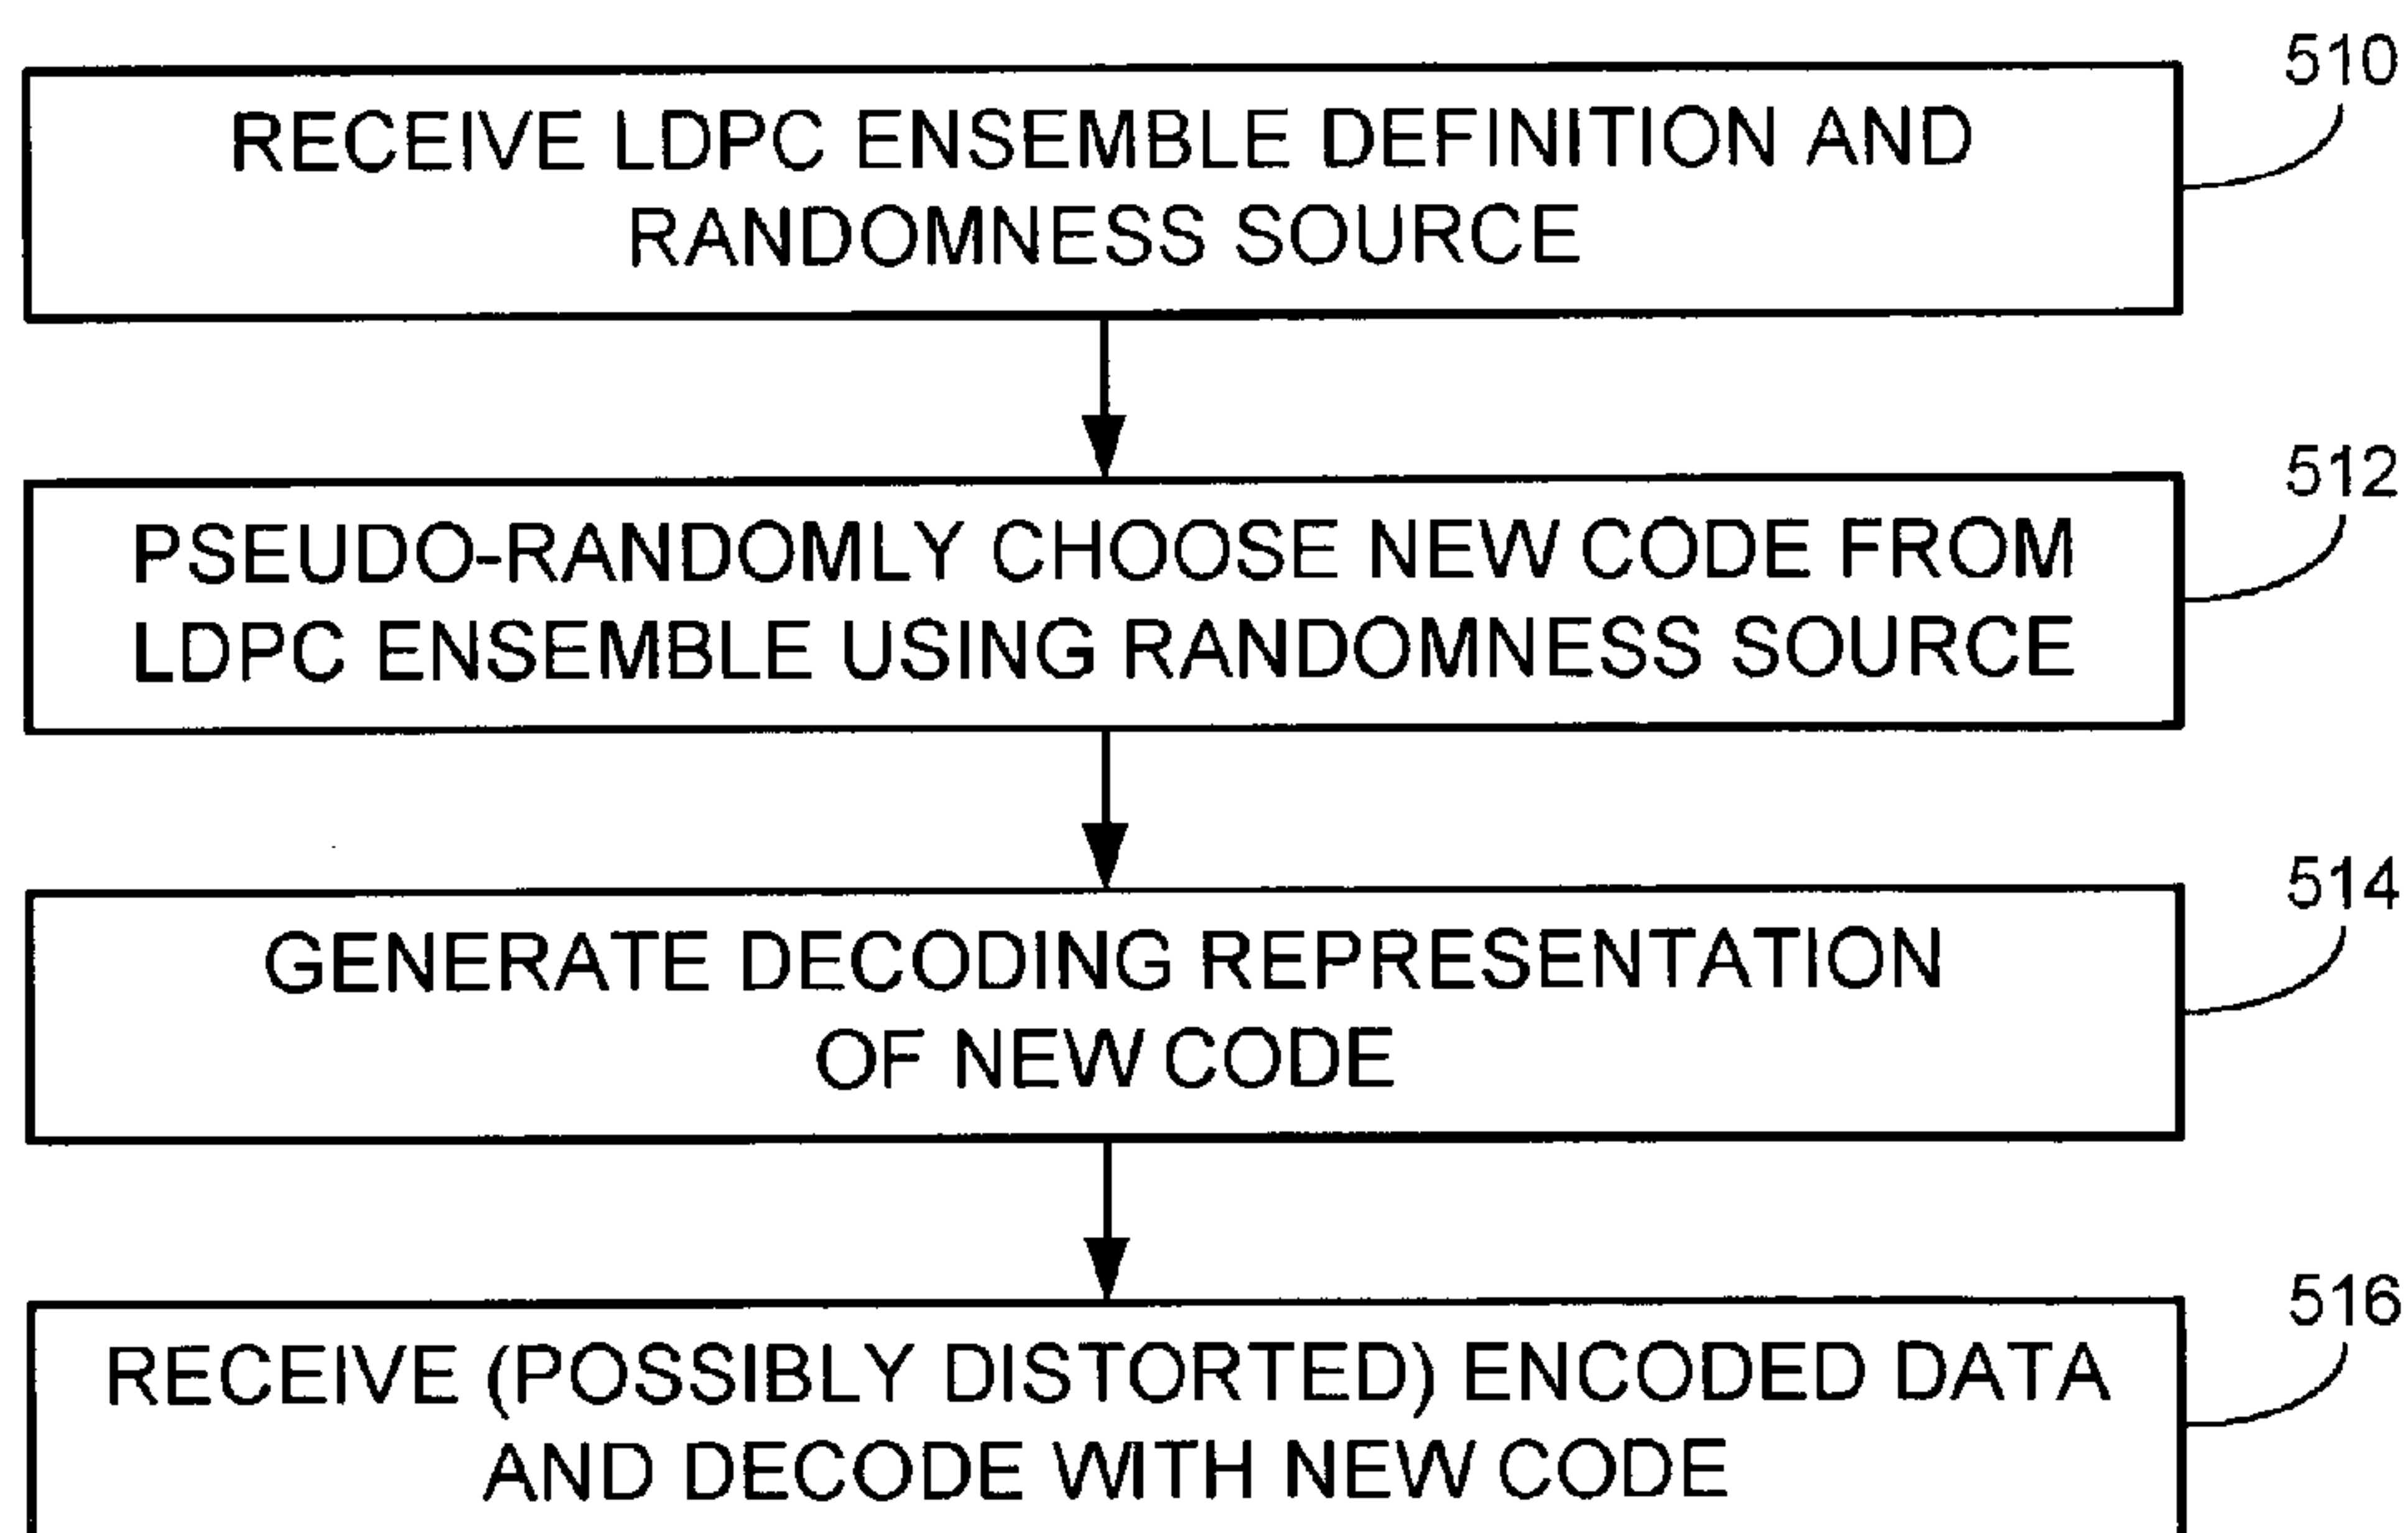 510
RECEIVE LDPC ENSEMBLE DEFINITION AND
RANDOMNESS SOURCE
512
PSEUDO-RANDOMLY CHOOSE NEW CODE FROM
LDPC ENSEMBLE USING RANDOMNESS SOURCE
514
GENERATE DECODING REPRESENTATION
OF NEW CODE
516
RECEIVE (POSSIBLY DISTORTED) ENCODED DATA
AND DECODE WITH NEW CODE